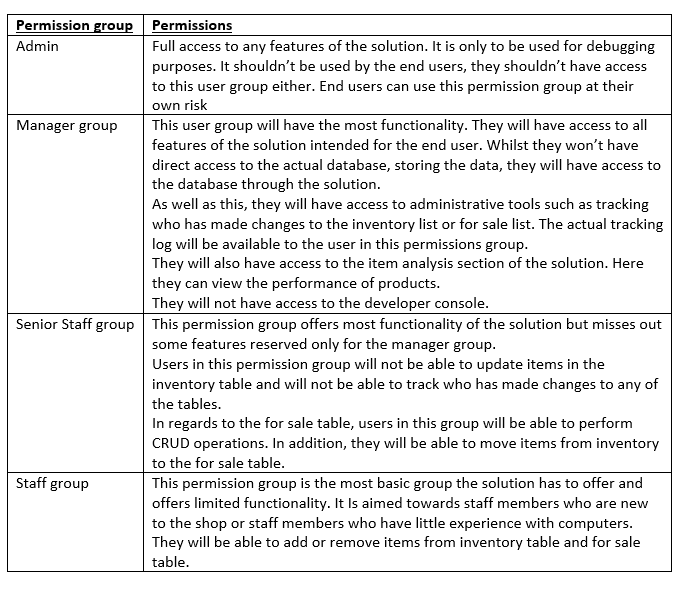 Permission group Permissions
Admin Full access to any features of the solution. It is only to be used for debugging
purposes. It shouldn't be used by the end users, they shouldn't have access
to this user group either. End users can use this permission group at their
own risk
Manager group This user group will have the most functionality. They will have access to all
features of the solution intended for the end user. Whilst they won't have
direct access to the actual database, storing the data, they will have access to
the database through the solution.
As well as this, they will have access to administrative tools such as tracking
who has made changes to the inventory list or for sale list. The actual tracking
log will be available to the user in this permissions group.
They will also have access to the item analysis section of the solution. Here
they can view the performance of products.
They will not have access to the developer console.
Senior Staff group This permission group offers most functionality of the solution but misses out
some features reserved only for the manager group.
Users in this permission group will not be able to update items in the
inventory table and will not be able to track who has made changes to any of
the tables.
In regards to the for sale table, users in this group will be able to perform
CRUD operations. In addition, they will be able to move items from inventory
to the for sale table.
Staff group This permission group is the most basic group the solution has to offer and
offers limited functionality. It Is aimed towards staff members who are new
to the shop or staff members who have little experience with computers.
They will be able to add or remove items from inventory table and for sale
table.